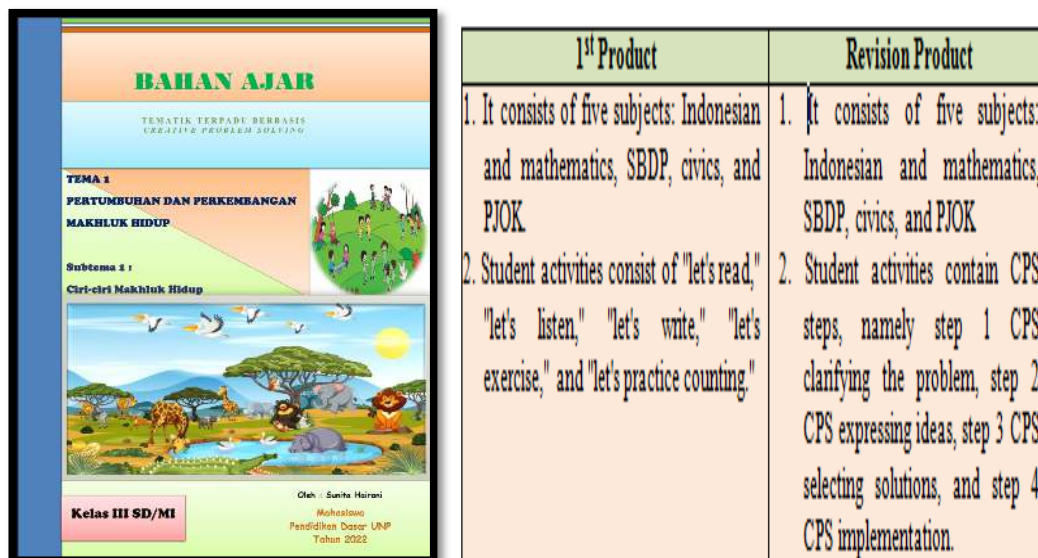 BAHAN AJAR
TEMATIK TERPADU BERBASIS
CREATIVE PROBLEM SOLVING
TEMA 1
PERTUMBUHAN DAN PERKEMBANGAN
MAKHLUK HIDUP
Subtema 1 :
Ciri-ciri Makhluk Hidup
Kelas III SD/MI
Oleh : Sunita Hairani
Mahasiswa
Pendidikan Dasar UNP
Tahun 2022
1st Product
1. It consists of five subjects: Indonesian
and mathematics, SBDP, civics, and
PJOK
2. Student activities consist of "let's read,"
"let's listen," "let's write," "let's
exercise," and "let's practice counting."
Revision Product
1. It consists of five subjects:
Indonesian and mathematics,
SBDP, civics, and PJOK
2. Student activities contain CPS
steps, namely step 1 CPS
clarifying the problem, step 2
CPS expressing ideas, step 3 CPS
selecting solutions, and step 4
CPS implementation.